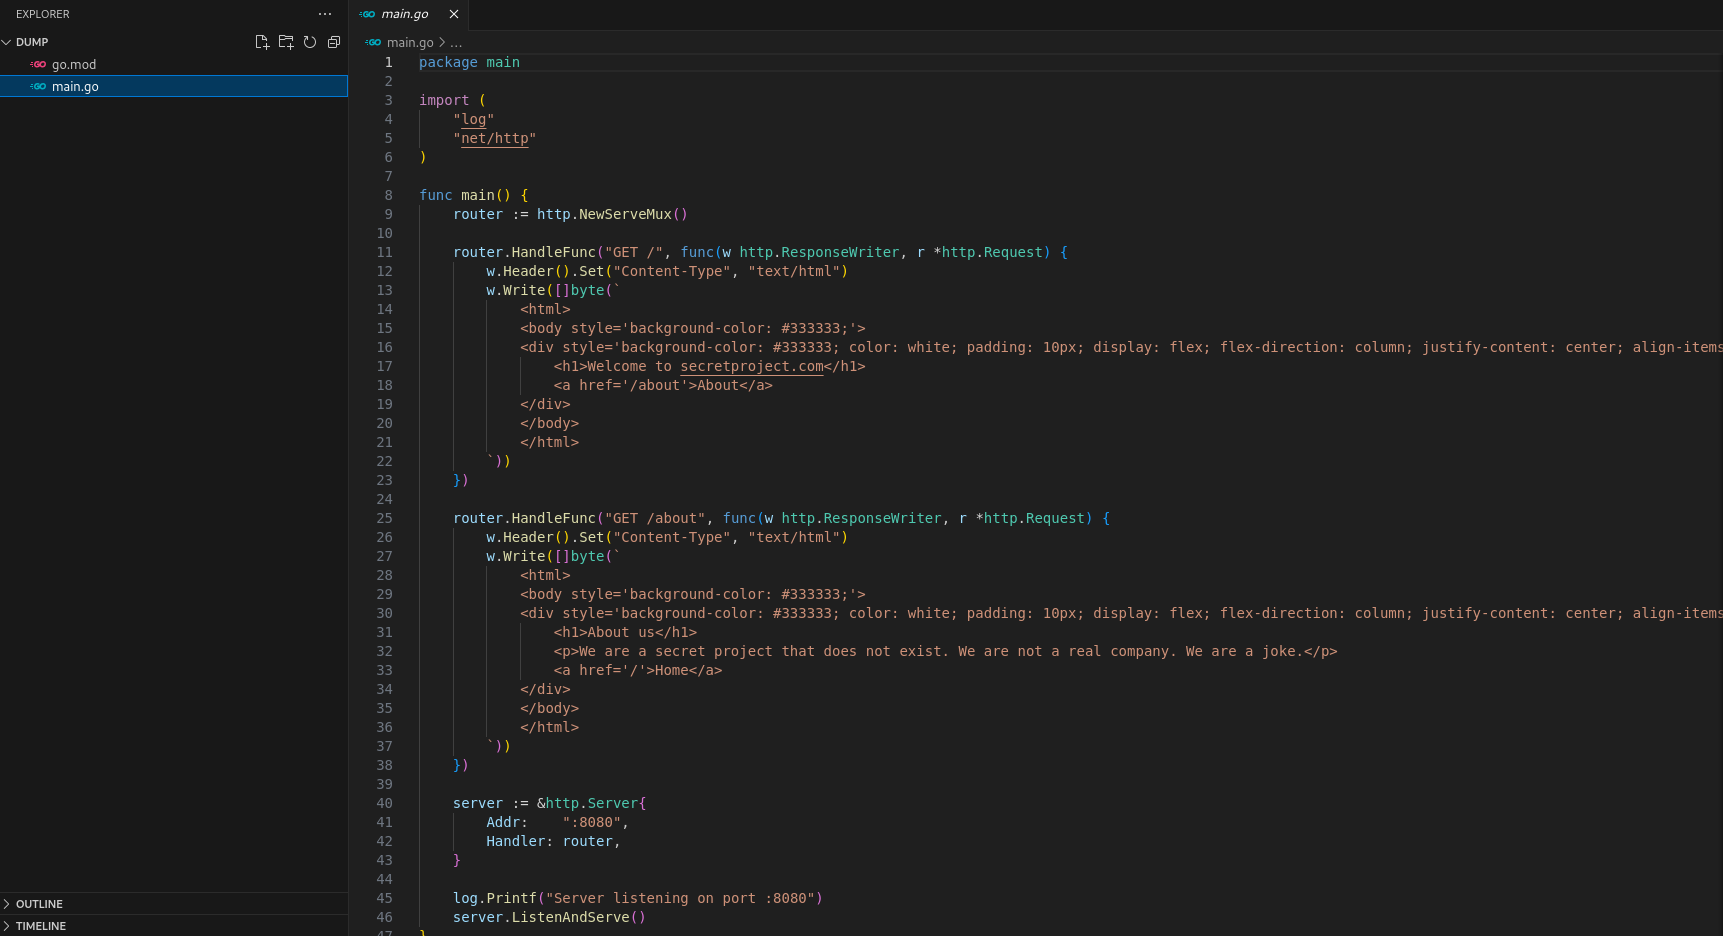 EXPLORER
DUMP
go.mod
main.go
OUTLINE
TIMELINE
main.go
main.go > ...
1 package main
2
3 import (
4 "log"
5 "net/http"
6 )
7
8 func main() {
9 router := http.NewServeMux()
10
11 router.HandleFunc("GET /", func(w http.ResponseWriter, r *http.Request) {
12 w.Header().Set("Content-Type", "text/html")
13 w.Write([]byte(`
14 <html>
15 <body style='background-color: #333333;'>
16 <div style='background-color: #333333; color: white; padding: 10px; display: flex; flex-direction: column; justify-content: center; align-items
17 <h1>Welcome to secretproject.com</h1>
18 <a href='/about'>About</a>
19 </div>
20 </body>
21 </html>
22 `))
23 })
24
25 router.HandleFunc("GET /about", func(w http.ResponseWriter, r *http.Request) {
26 w.Header().Set("Content-Type", "text/html")
27 w.Write([]byte(`
28 <html>
29 <body style='background-color: #333333;'>
30 <div style='background-color: #333333; color: white; padding: 10px; display: flex; flex-direction: column; justify-content: center; align-items
31 <h1>About us</h1>
32 <p>We are a secret project that does not exist. We are not a real company. We are a joke.</p>
33 <a href='/'>Home</a>
34 </div>
35 </body>
36 </html>
37 `))
38 })
39
40 server := &http.Server{
41 Addr: ":8080",
42 Handler: router,
43 }
44
45 log.Printf("Server listening on port :8080")
46 server.ListenAndServe()
47 }